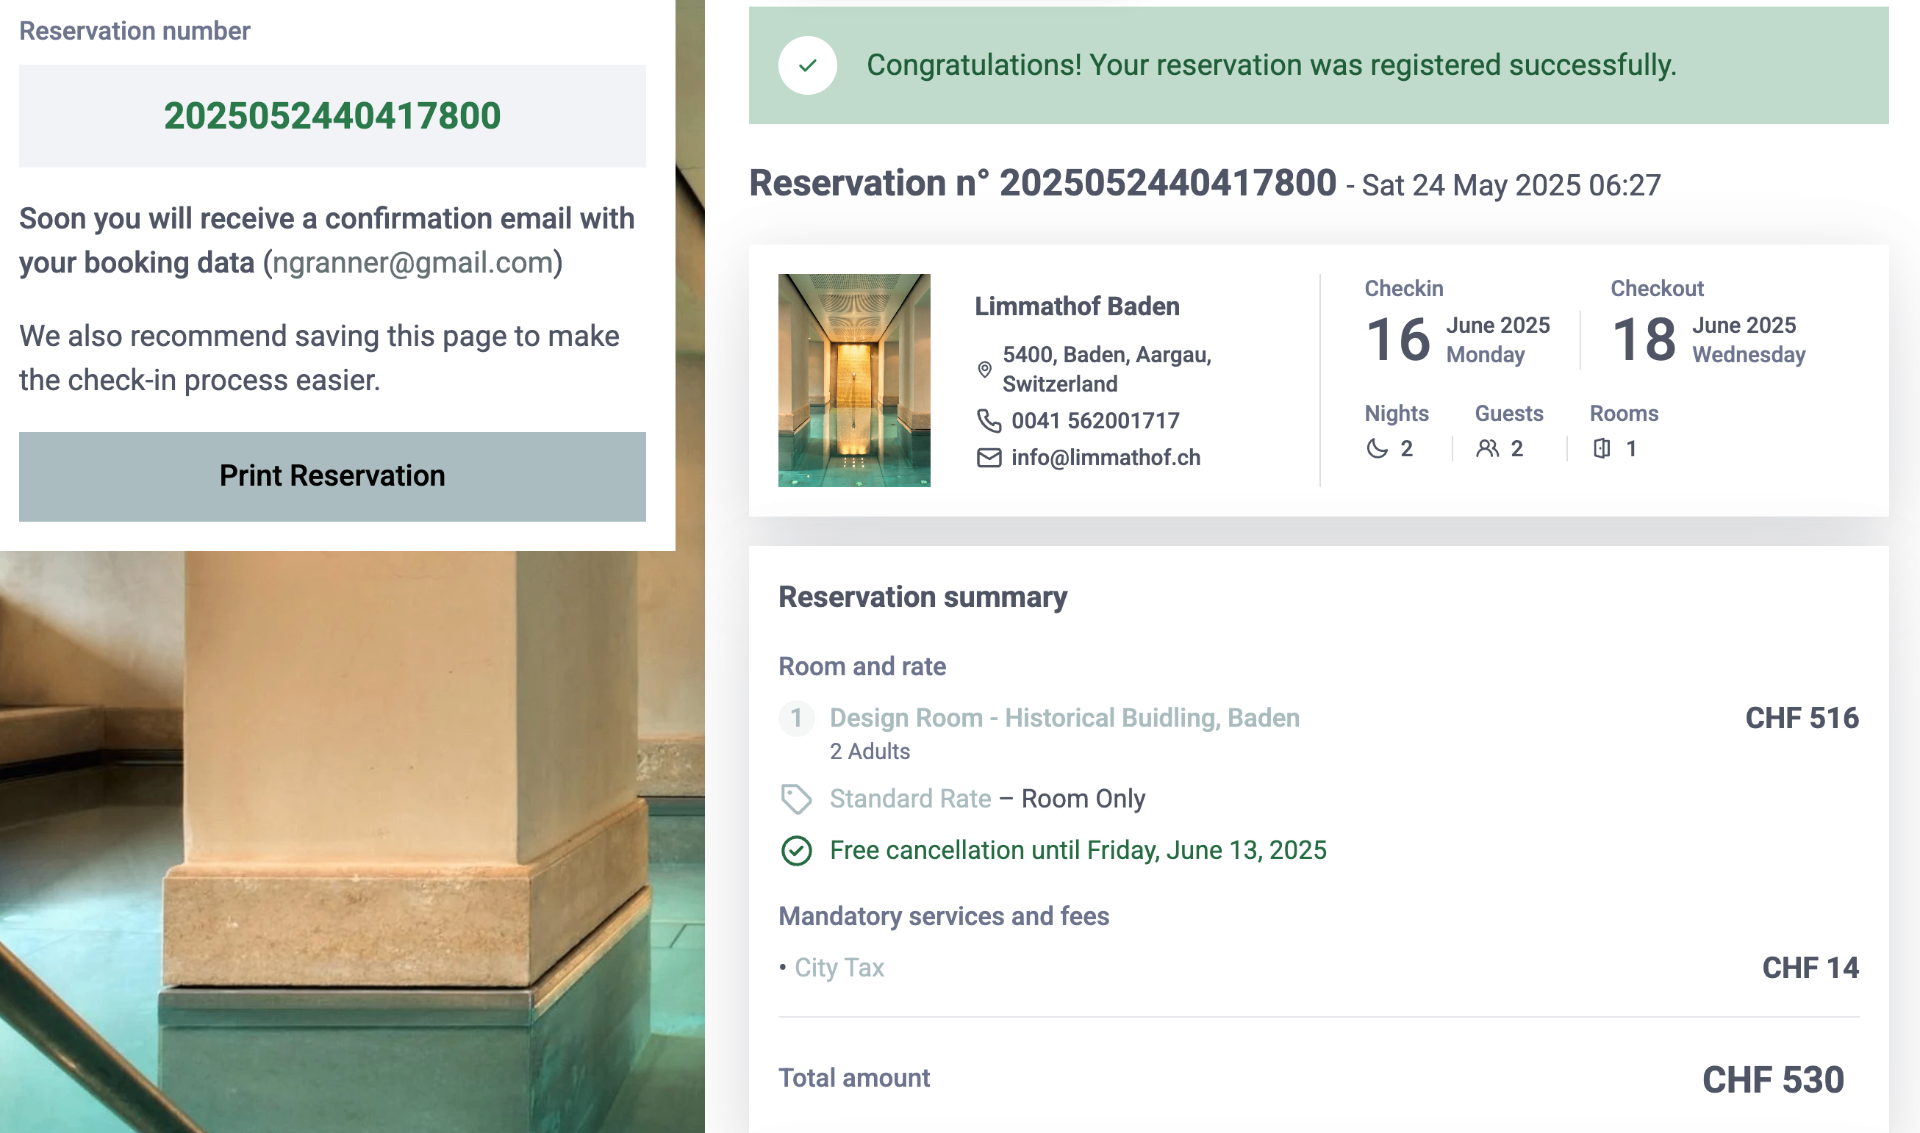 Reservation number
2025052440417800
Soon you will receive a confirmation email with
your booking data (ngranner@gmail.com)
We also recommend saving this page to make
the check-in process easier.
Print Reservation
Congratulations! Your reservation was registered successfully.
Reservation n° 2025052440417800 - Sat 24 May 2025 06:27
Limmathof Baden
5400, Baden, Aargau,
Switzerland
0041 562001717
info@limmathof.ch
Checkin
16 June 2025
Monday
Checkout
18 June 2025
Wednesday
Nights
2
Guests
2
Rooms
1
Reservation summary
Room and rate
1 Design Room - Historical Buidling, Baden CHF 516
2 Adults
Standard Rate – Room Only
Free cancellation until Friday, June 13, 2025
Mandatory services and fees
• City Tax CHF 14
Total amount CHF 530